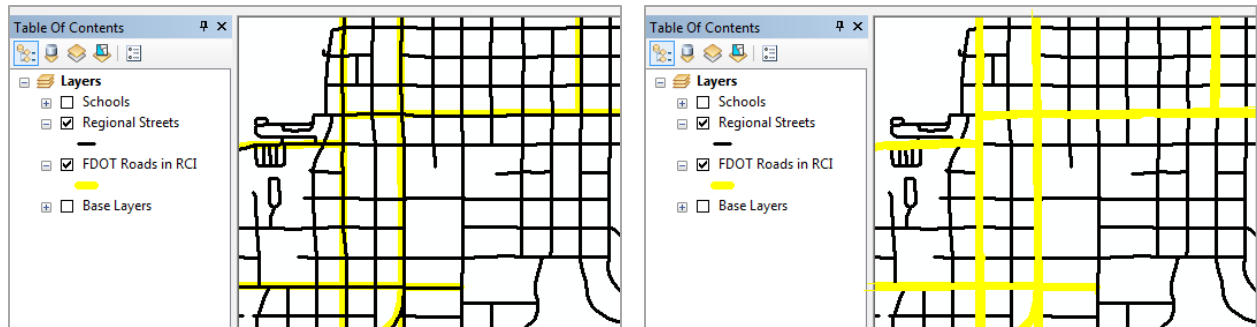 Table Of Contents
Layers
Schools
Regional Streets
FDOT Roads in RCI
Base Layers
Table Of Contents
Layers
Schools
Regional Streets
FDOT Roads in RCI
Base Layers